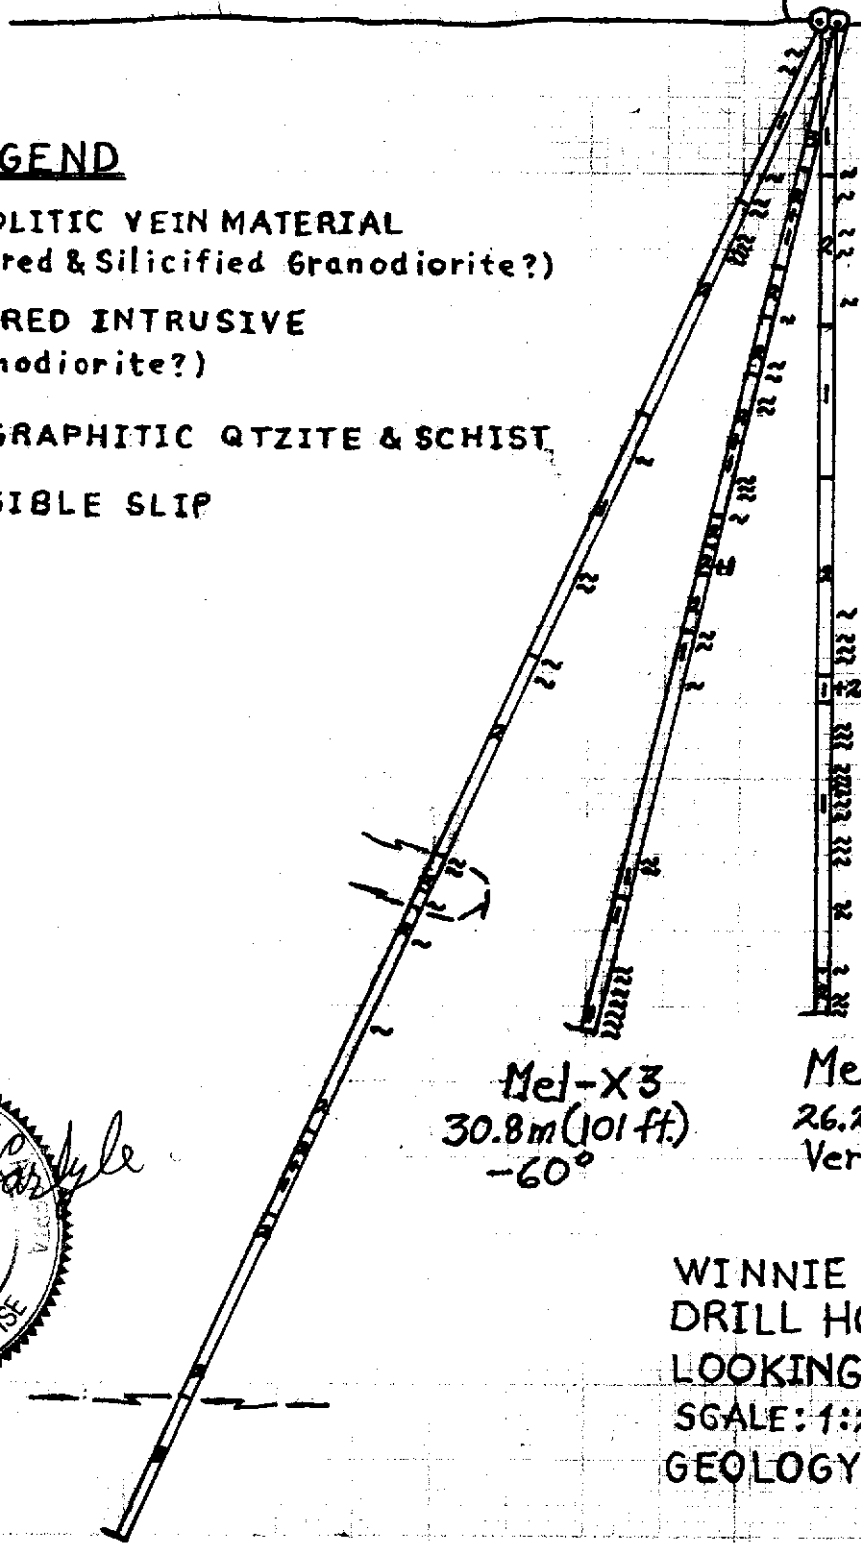 GEND
OLITIC VEIN MATERIAL
red & Silicified Granodiorite?)
RED INTRUSIVE
nodiorite?)
GRAPHITIC QTZITE & SCHIST
SIBLE SLIP
Mel-X3
30.8m (101 ft.)
-60°
Me
26.2
Ver
WINNIE
DRILL HO
LOOKING
SCALE: 1:
GEOLOGY